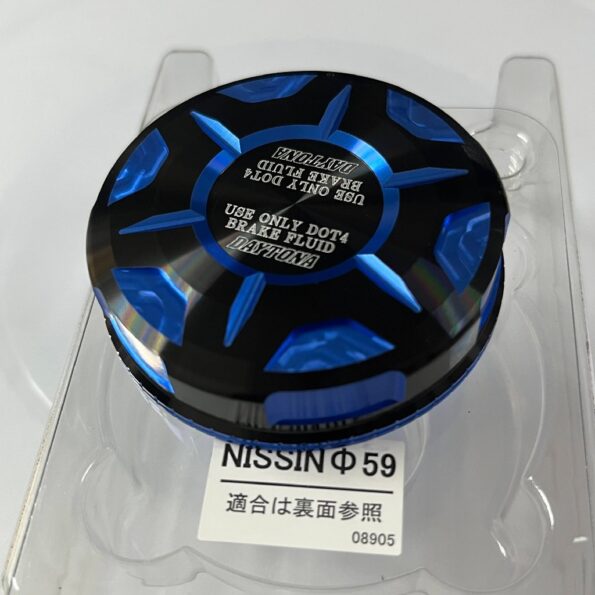 DAYTONA
BRAKE FLUID
USE ONLY DOT4
USE ONLY DOT4
BRAKE FLUID
DAYTONA
NISSIN Φ 59
適合は裏面参照
08905